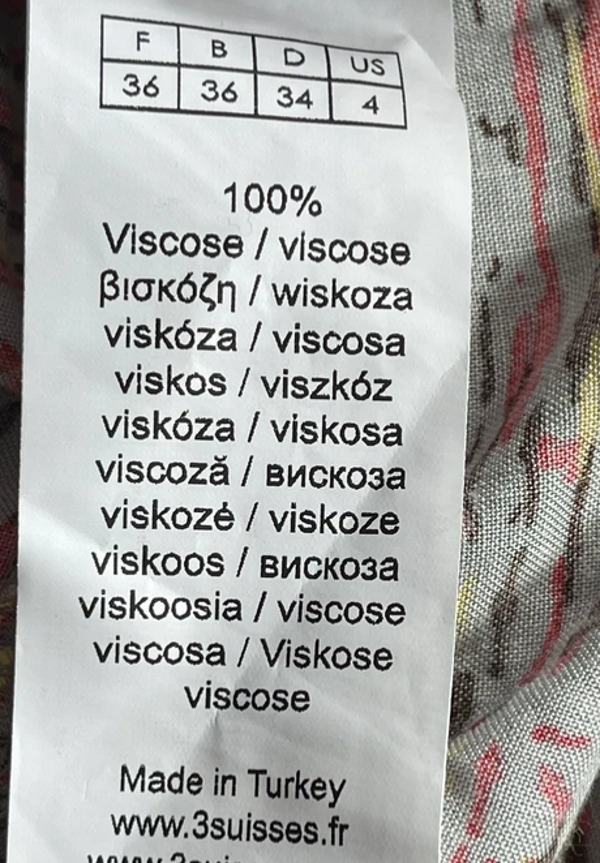 F B D US
36 36 34 4
100%
Viscose / viscose
βισκόζη / wiskoza
viskóza / viscosa
viskos / viszkóz
viskóza / viskosa
viscoză / вискоза
viskozė / viskoze
viskoos / вискоза
viskoosia / viscose
viscosa / Viskose
viscose
Made in Turkey
www.3suisses.fr